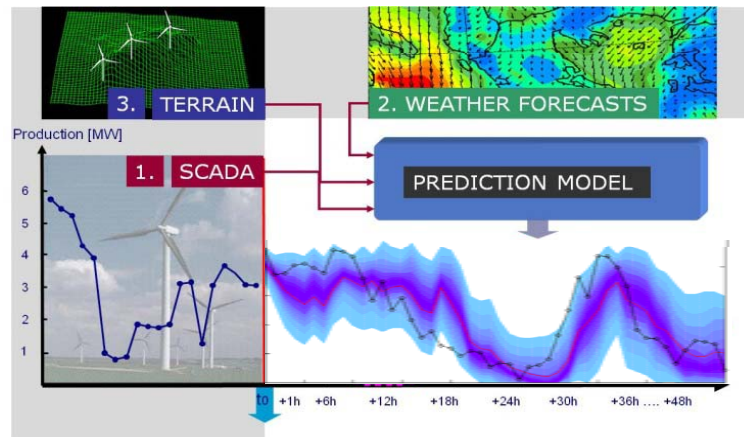 3. TERRAIN
2. WEATHER FORECASTS
Production [MW]
1. SCADA
PREDICTION MODEL
6
5
4
3
2
1
to +1h +6h +12h +18h +24h +30h +36h .... +48h